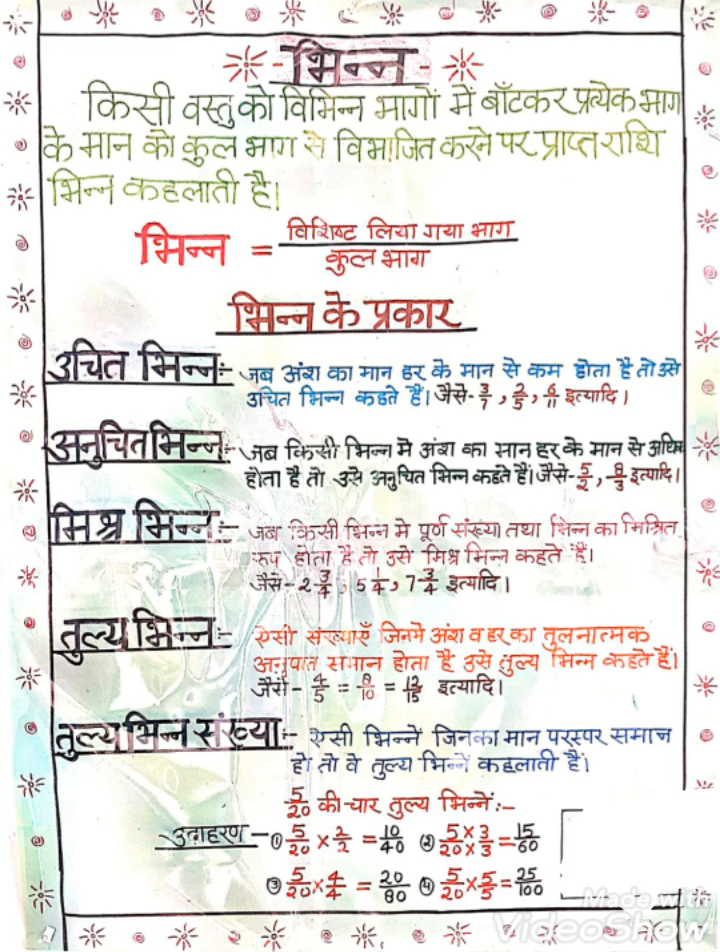 भिन्न
किसी वस्तु को विभिन्न भागों में बाँटकर प्रत्येक भाग
के मान को कुल भाग से विभाजित करने पर प्राप्त राशि
भिन्न कहलाती है।
भिन्न = विशिष्ट लिया गया भाग / कुल भाग
भिन्न के प्रकार
उचित भिन्न:- जब अंश का मान हर के मान से कम होता है तो उसे
उचित भिन्न कहते हैं। जैसे- 3/7, 2/5, 6/11 इत्यादि।
अनुचित भिन्न:- जब किसी भिन्न मे अंश का मान हर के मान से अधिक
होता है तो उसे अनुचित भिन्न कहते हैं। जैसे- 5/2, 8/3 इत्यादि।
मिश्र भिन्न:- जब किसी भिन्न मे पूर्ण संख्या तथा भिन्न का मिश्रित
रूप होता है तो उसे मिश्र भिन्न कहते हैं।
जैसे- 2 3/4, 5 1/4, 7 3/4 इत्यादि।
तुल्य भिन्न:- ऐसी संख्याएँ जिनमे अंश व हर का तुलनात्मक
अनुपात समान होता है उसे तुल्य भिन्न कहते हैं।
जैसे - 4/5 = 8/10 = 12/15 इत्यादि।
तुल्य भिन्न संख्या:- ऐसी भिन्नें जिनका मान परस्पर समान
हो तो वे तुल्य भिन्नें कहलाती हैं।
5/20 की चार तुल्य भिन्नें:-
उदाहरण - ① 5/20 × 2/2 = 10/40 ② 5×3/20×3 = 15/60
③ 5/20 × 4/4 = 20/80 ④ 5/20 × 5/5 = 25/100
Made with
VideoShow